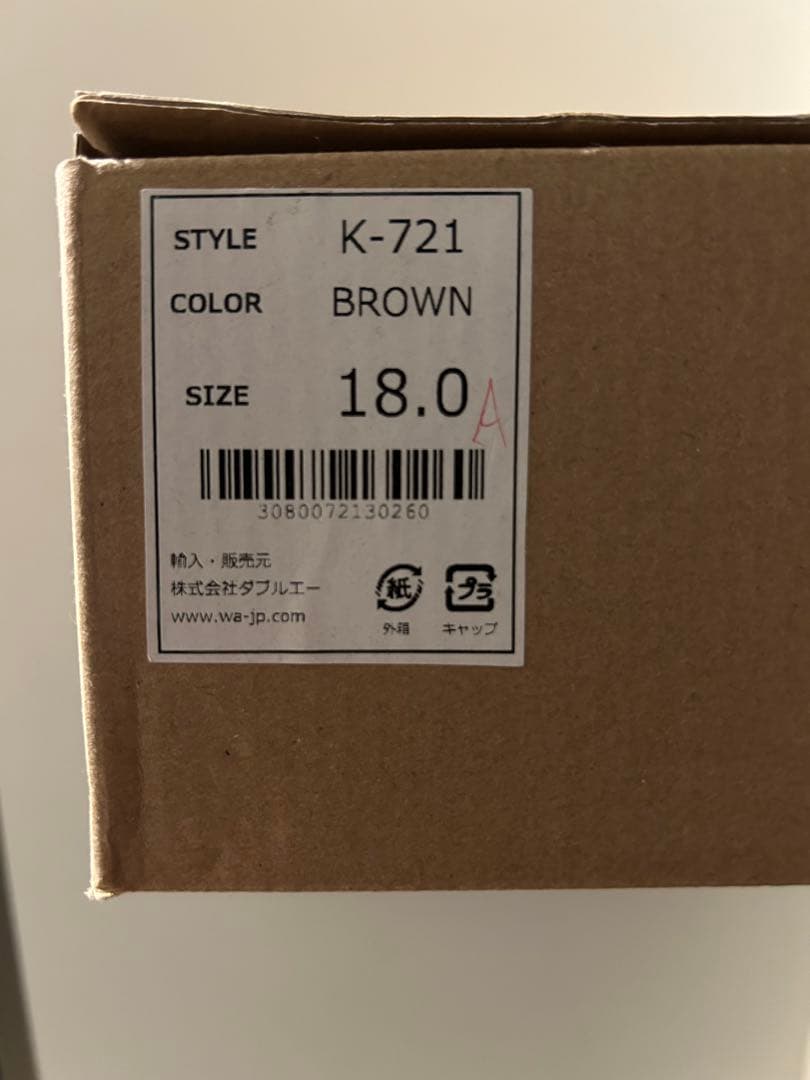 STYLE K-721
COLOR BROWN
SIZE 18.0 A
3080072130260
輸入・販売元
株式会社ダブルエー
www.wa-jp.com
紙 プラ
外箱 キャップ